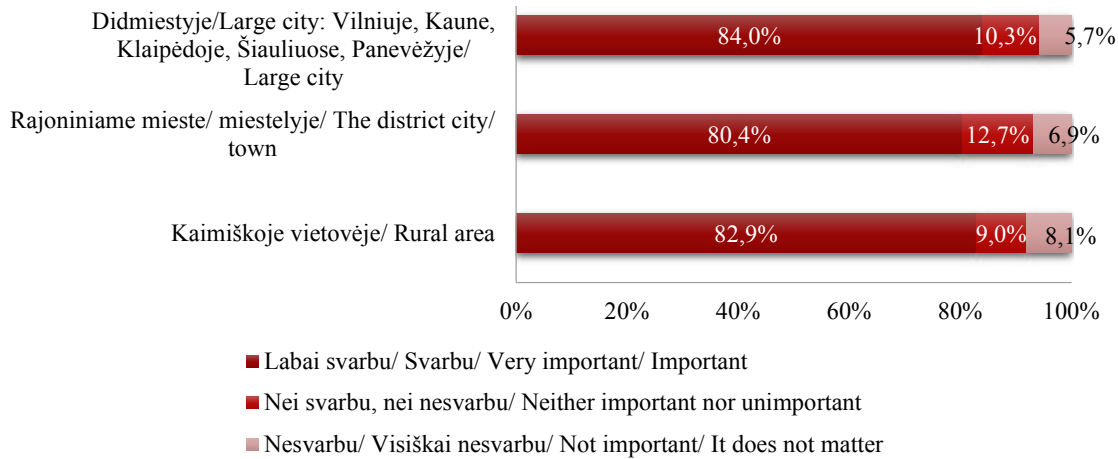 Didmiestyje/Large city: Vilniuje, Kaune,
Klaipėdoje, Šiauliuose, Panevėžyje/
Large city
84,0% 10,3% 5,7%
Rajoniniame mieste/ miestelyje/ The district city/
town
80,4% 12,7% 6,9%
Kaimiškoje vietovėje/ Rural area
82,9% 9,0% 8,1%
0% 20% 40% 60% 80% 100%
Labai svarbu/ Svarbu/ Very important/ Important
Nei svarbu, nei nesvarbu/ Neither important nor unimportant
Nesvarbu/ Visiškai nesvarbu/ Not important/ It does not matter